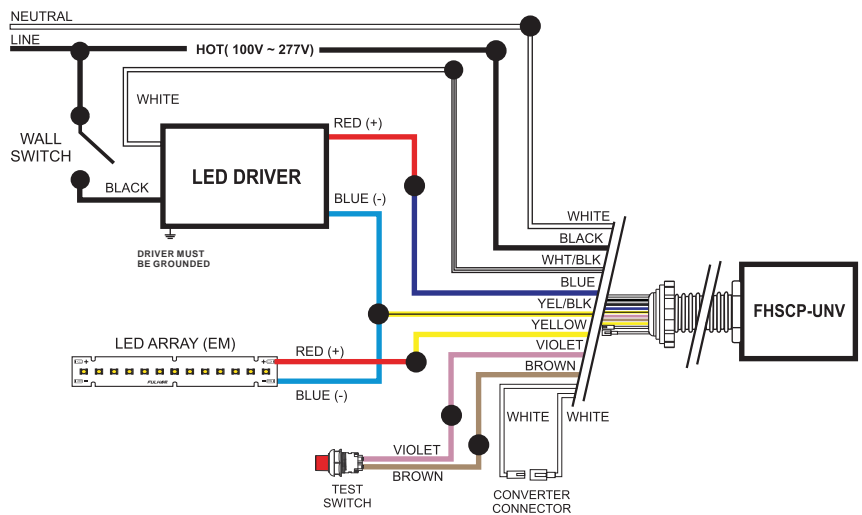 NEUTRAL
LINE
HOT( 100V ~ 277V)
WHITE
RED (+)
WALL
SWITCH
LED DRIVER
BLACK
BLUE (-)
DRIVER MUST
BE GROUNDED
WHITE
BLACK
WHT/BLK
BLUE
YEL/BLK
YELLOW
VIOLET
BROWN
FHSCP-UNV
LED ARRAY (EM)
RED (+)
FULHAM
BLUE (-)
WHITE
WHITE
VIOLET
BROWN
TEST
SWITCH
CONVERTER
CONNECTOR